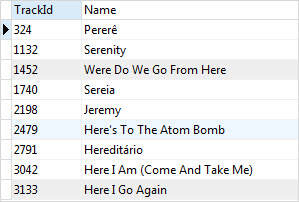 TrackId Name
324 Pererê
1132 Serenity
1452 Were Do We Go From Here
1740 Sereia
2198 Jeremy
2479 Here's To The Atom Bomb
2791 Hereditário
3042 Here I Am (Come And Take Me)
3133 Here I Go Again